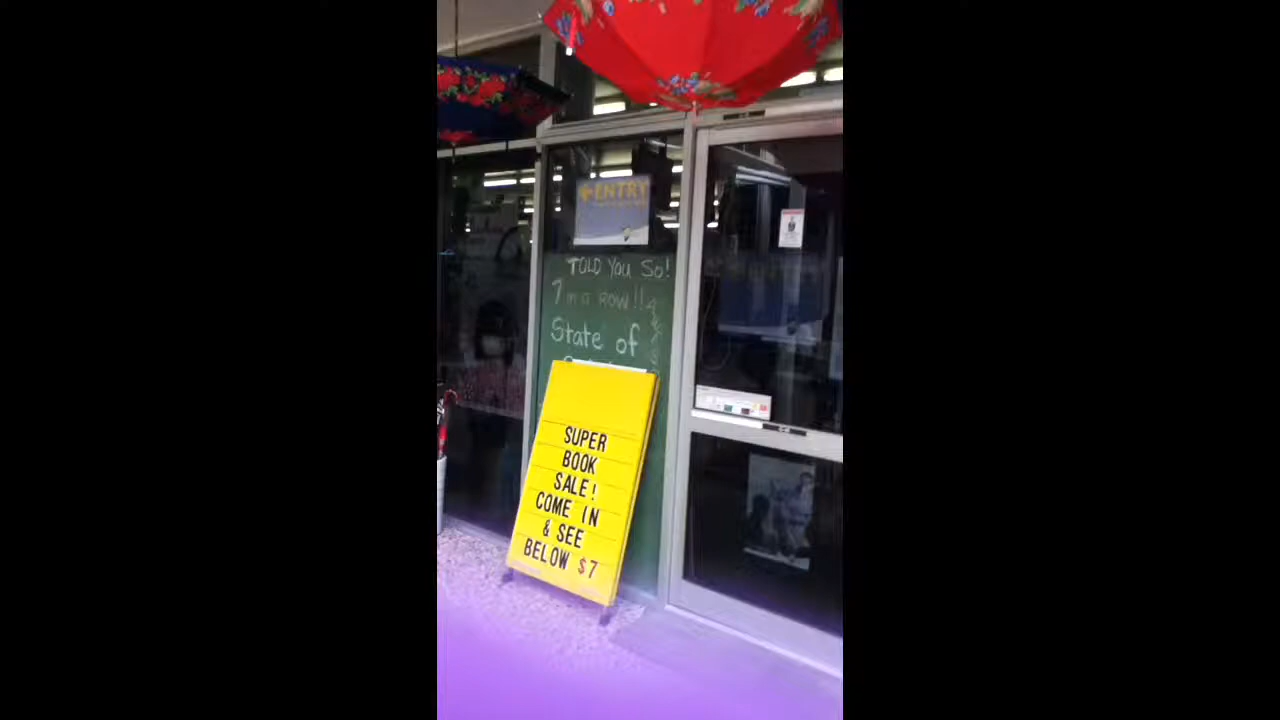 ENTRY
TOLD YOU SO!
7 in a ROW!!
State of
SUPER
BOOK
SALE!
COME IN
& SEE
BELOW $7